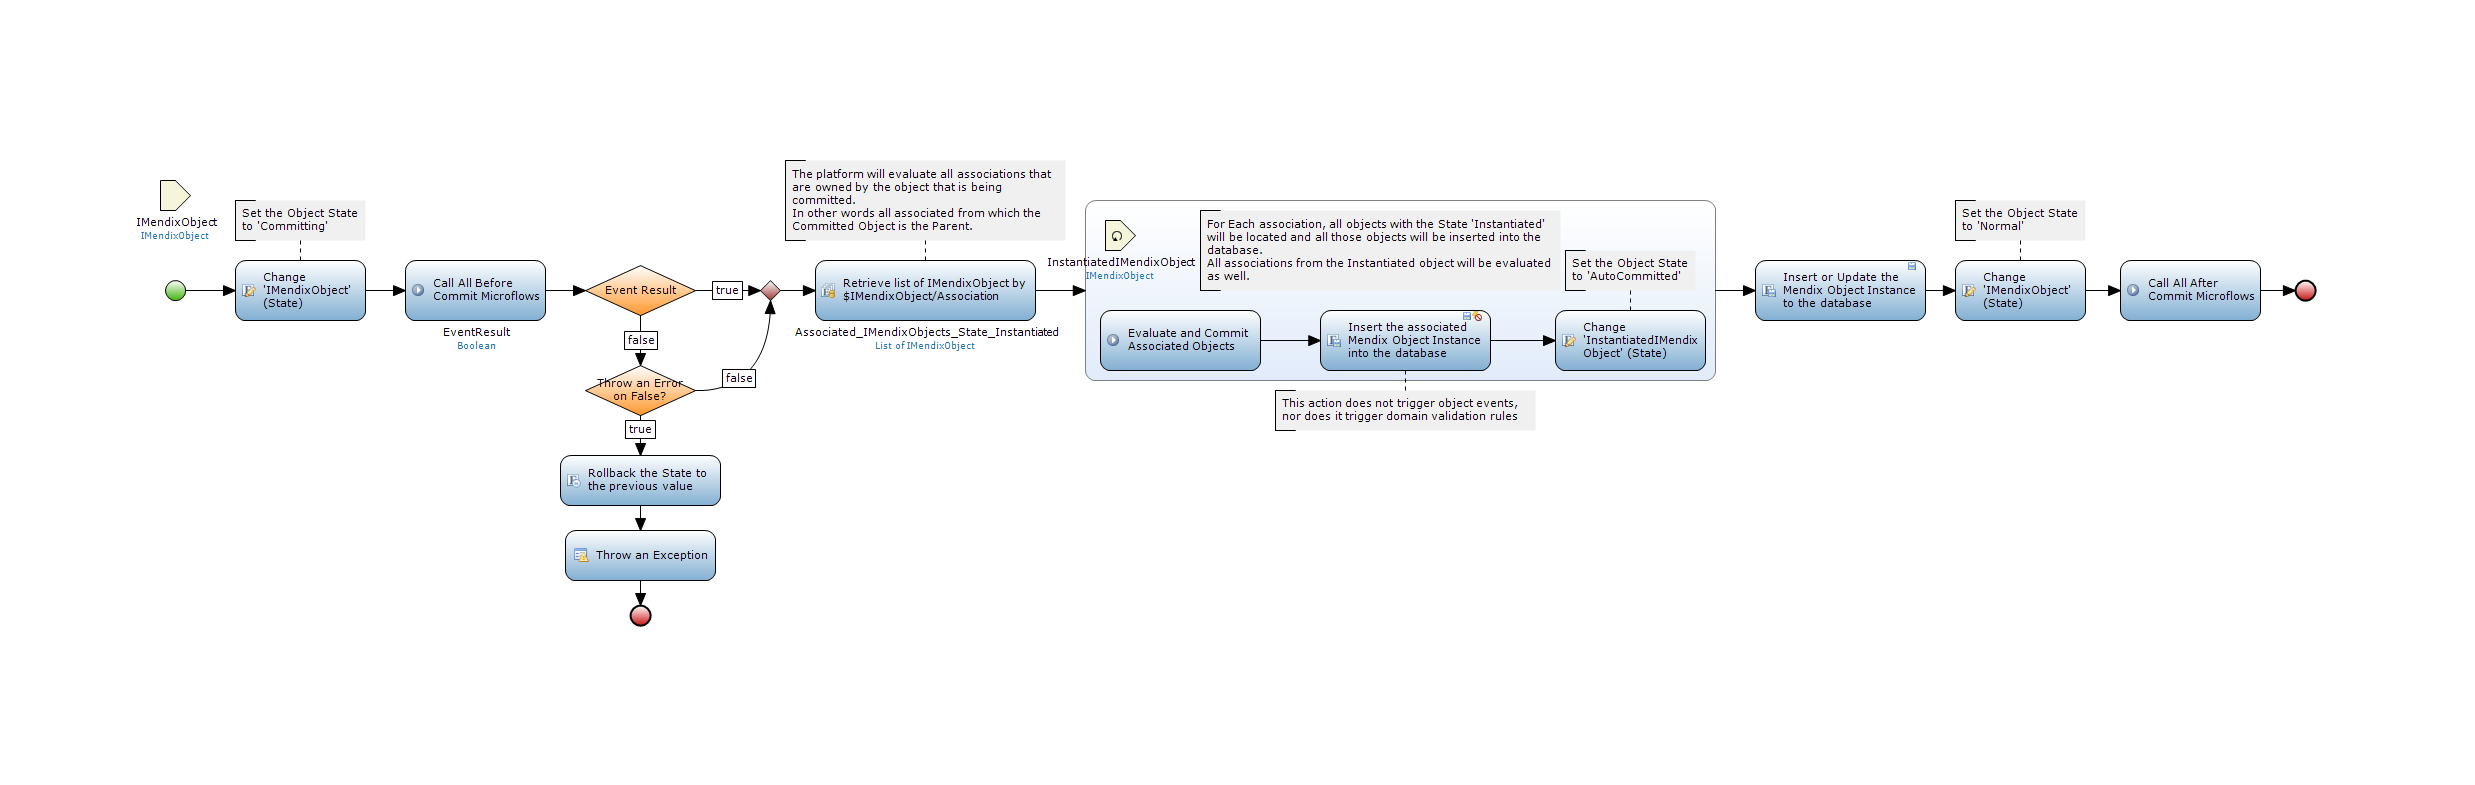 IMendixObject
IMendixObject
Set the Object State
to 'Committing'
Change
'IMendixObject'
(State)
Call All Before
Commit Microflows
EventResult
Boolean
Event Result
true
false
Throw an Error
on False?
false
true
Rollback the State to
the previous value
Throw an Exception
The platform will evaluate all associations that
are owned by the object that is being
committed.
In other words all associated from which the
Committed Object is the Parent.
Retrieve list of IMendixObject by
$IMendixObject/Association
Associated_IMendixObjects_State_Instantiated
List of IMendixObject
InstantiatedIMendixObject
IMendixObject
For Each association, all objects with the State 'Instantiated'
will be located and all those objects will be inserted into the
database.
All associations from the Instantiated object will be evaluated
as well.
Set the Object State
to 'AutoCommitted'
Evaluate and Commit
Associated Objects
Insert the associated
Mendix Object Instance
into the database
Change
'InstantiatedIMendix
Object' (State)
This action does not trigger object events,
nor does it trigger domain validation rules
Insert or Update the
Mendix Object Instance
to the database
Set the Object State
to 'Normal'
Change
'IMendixObject'
(State)
Call All After
Commit Microflows